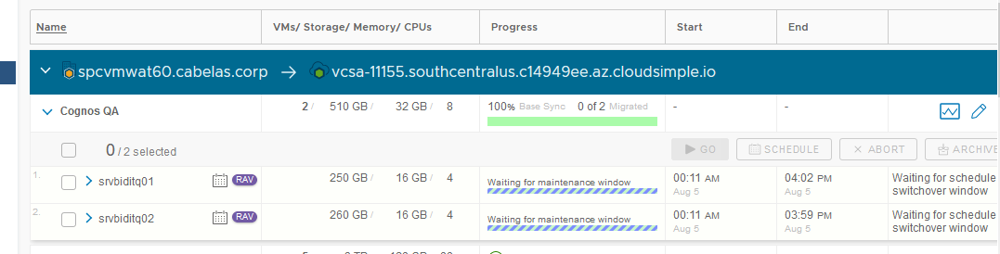 Name VMs/ Storage/ Memory/ CPUs Progress Start End
spcvmwat60.cabelas.corp → vcsa-11155.southcentralus.c14949ee.az.cloudsimple.io
Cognos QA 2 / 510 GB / 32 GB / 8 100% Base Sync 0 of 2 Migrated - -
0 / 2 selected GO SCHEDULE ABORT ARCHIVE
1. srvbiditq01 RAV 250 GB / 16 GB / 4 Waiting for maintenance window 00:11 AM 04:02 PM Waiting for schedule
Aug 5 Aug 5 switchover window
2. srvbiditq02 RAV 260 GB / 16 GB / 4 Waiting for maintenance window 00:11 AM 03:59 PM Waiting for schedule
Aug 5 Aug 5 switchover window